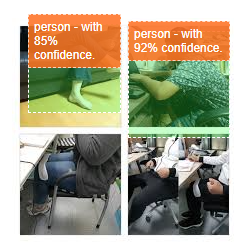 person - with
85%
confidence.
person - with
92% confidence.